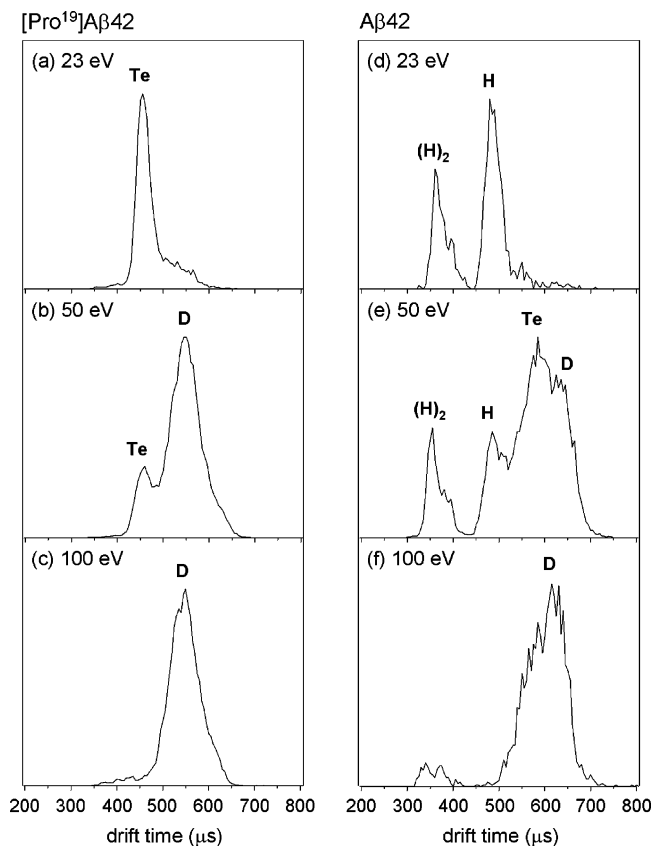 [Pro19]Aβ42
Aβ42
(a) 23 eV
Te
(d) 23 eV
H
(H)2
(b) 50 eV
D
Te
(e) 50 eV
Te
D
(H)2
H
(c) 100 eV
D
(f) 100 eV
D
200 300 400 500 600 700 800
200 300 400 500 600 700 800
drift time (μs)
drift time (μs)